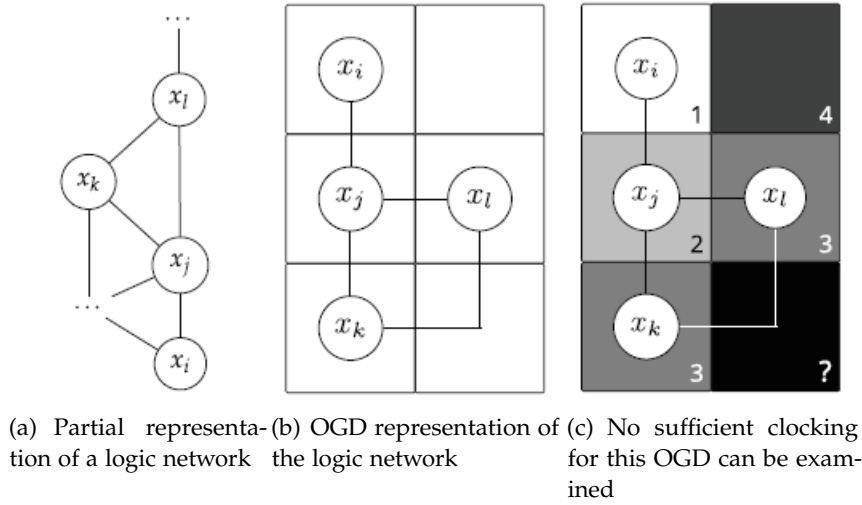 ...
x_l
x_k
x_j
...
x_i
x_i
x_j x_l
x_k
x_i
1 4
x_j x_l
2 3
x_k
3 ?
(a) Partial representa-
tion of a logic network
(b) OGD representation of
the logic network
(c) No sufficient clocking
for this OGD can be exam-
ined